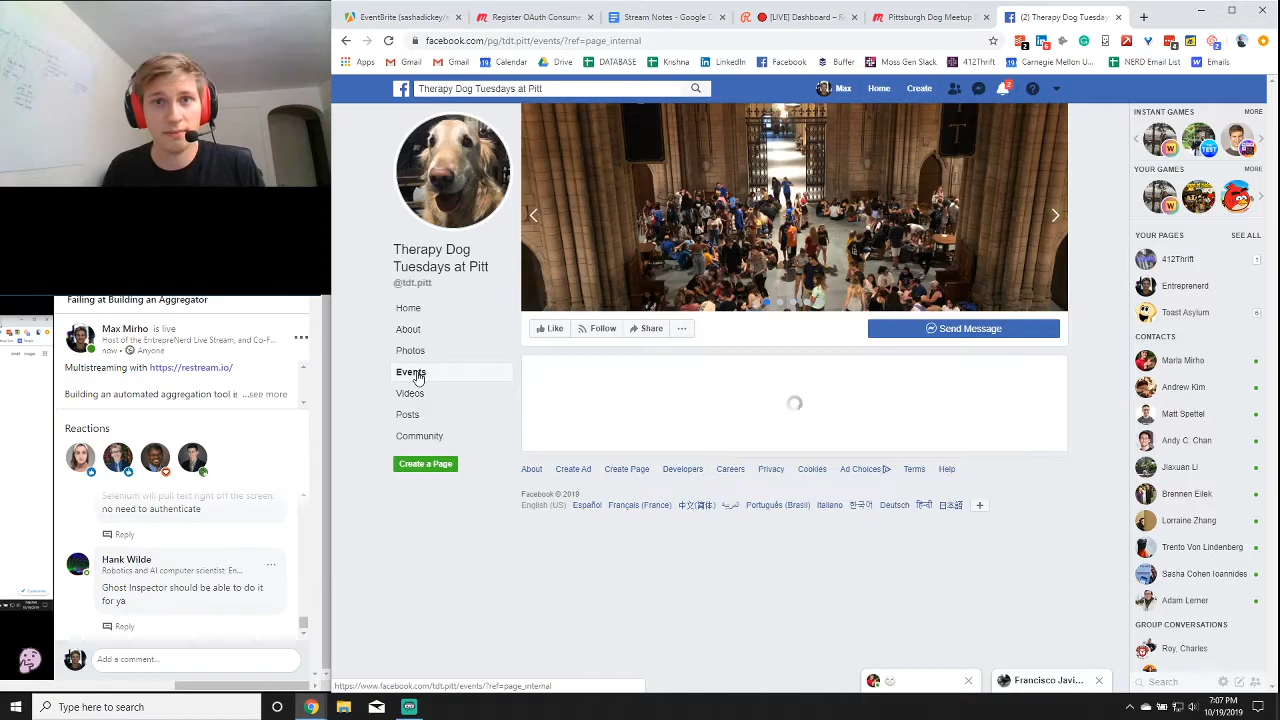 EventBrite (sashadickey/
Register OAuth Consume
Stream Notes - Google D
[LIVE] Dashboard – R
Pittsburgh Dog Meetup
(2) Therapy Dog Tuesday
facebook.com/pg/tdt.pitt/events/?ref=page_internal
Apps
Gmail
Gmail
Calendar
Drive
DATABASE
Krishna
LinkedIn
Facebook
Buffer
Moss Gen Slack
412Thrift
Carnegie Mellon U...
NERD Email List
Emails
Therapy Dog Tuesdays at Pitt
Max
Home
Create
2
Therapy Dog
Tuesdays at Pitt
@tdt.pitt
Home
About
Photos
Events
Videos
Posts
Community
Create a Page
Like
Follow
Share
...
Send Message
About
Create Ad
Create Page
Developers
Careers
Privacy
Cookies
Ad Choices
Terms
Help
Facebook © 2019
English (US)
Español
Français (France)
中文(简体)
العربية
Português (Brasil)
Italiano
한국어
Deutsch
हिन्दी
日本語
INSTANT GAMES
MORE
YOUR GAMES
MORE
YOUR PAGES
SEE ALL
412Thrift
1
Entreprenerd
Toast Asylum
6
CONTACTS
Marla Mirho
Andrew Kim
Matt Spettel
Andy C. Chan
Jiaxuan Li
Brennen Eilek
Lorraine Zhang
Trento Von Lindenberg
Sasha Cohen Ioannides
Adam Lerner
GROUP CONVERSATIONS
Roy, Charles
Search
Francisco Javi...
https://www.facebook.com/tdt.pitt/events/?ref=page_internal
Failing at Building an Aggregator
Max Mirho is live
Host of the EntrepreNerd Live Stream, and Co-F...
now • Anyone
Multistreaming with https://restream.io/
Building an automated aggregation tool is ...see more
Reactions
Selenium will pull text right off the screen:
no need to authenticate
Reply
Hank Wilde
Robotics and AI computer scientist: En...
Ghost Inspector should be able to do it
for ya
Reply
Add a comment...
Type here to search
7:07 PM
10/19/2019